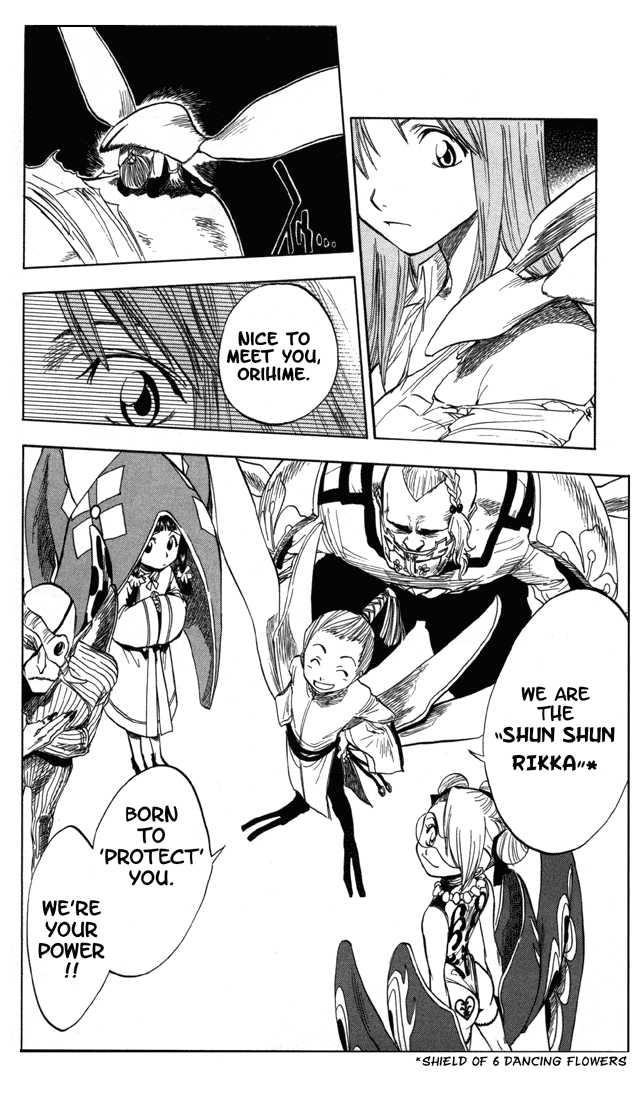 NICE TO
MEET YOU,
ORIHIME.
WE ARE
THE
"SHUN SHUN
RIKKA"*
BORN
TO
'PROTECT'
YOU.
WE'RE
YOUR
POWER
!!
*SHIELD OF 6 DANCING FLOWERS